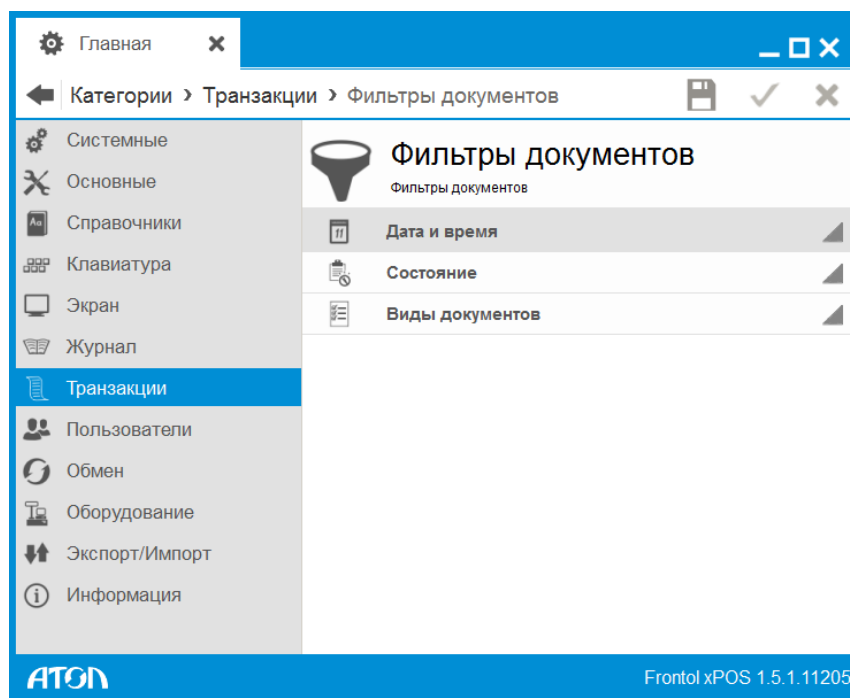 Главная
Категории › Транзакции › Фильтры документов
Системные
Основные
Справочники
Клавиатура
Экран
Журнал
Транзакции
Пользователи
Обмен
Оборудование
Экспорт/Импорт
Информация
Фильтры документов
Фильтры документов
11
Дата и время
Состояние
Виды документов
АТОЛ
Frontol xPOS 1.5.1.11205